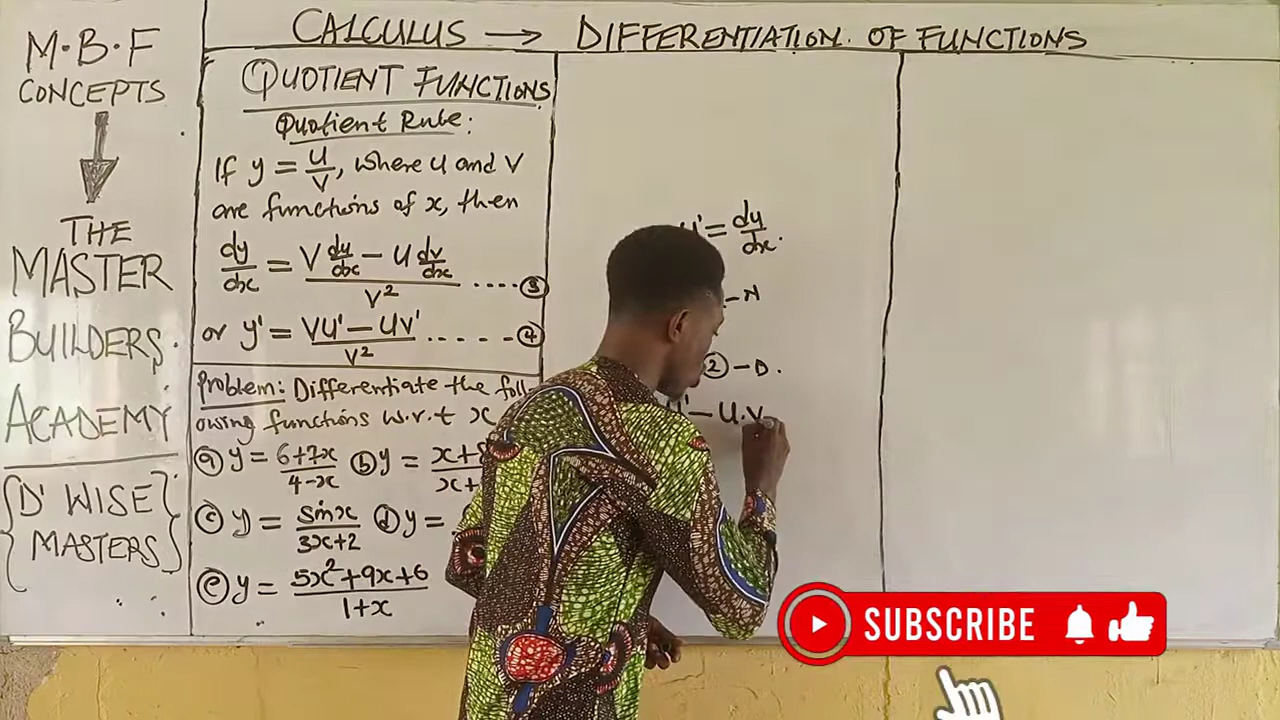 CALCULUS → DIFFERENTIATION. OF FUNCTIONS
M.B.F
CONCEPTS
THE
MASTER
BUILDERS.
ACADEMY
{D' WISE
MASTERS}
QUOTIENT FUNCTIONS
Quotient Rule:
If y = u/v, where u and v
are functions of x, then
dy/dx = (V du/dx - U dv/dx)/V² ....③
or y' = (VU' - UV')/V² .....④
Problem: Differentiate the foll-
owing functions w.r.t x
ⓐ y = (6+7x)/(4-x) ⓑ y =
ⓒ y = sinx/(3x+2) ⓓ y =
ⓔ y = (5x²+9x+6)/(1+x)
U' = du/dx.
- N
② - D.
U' - U.V
SUBSCRIBE